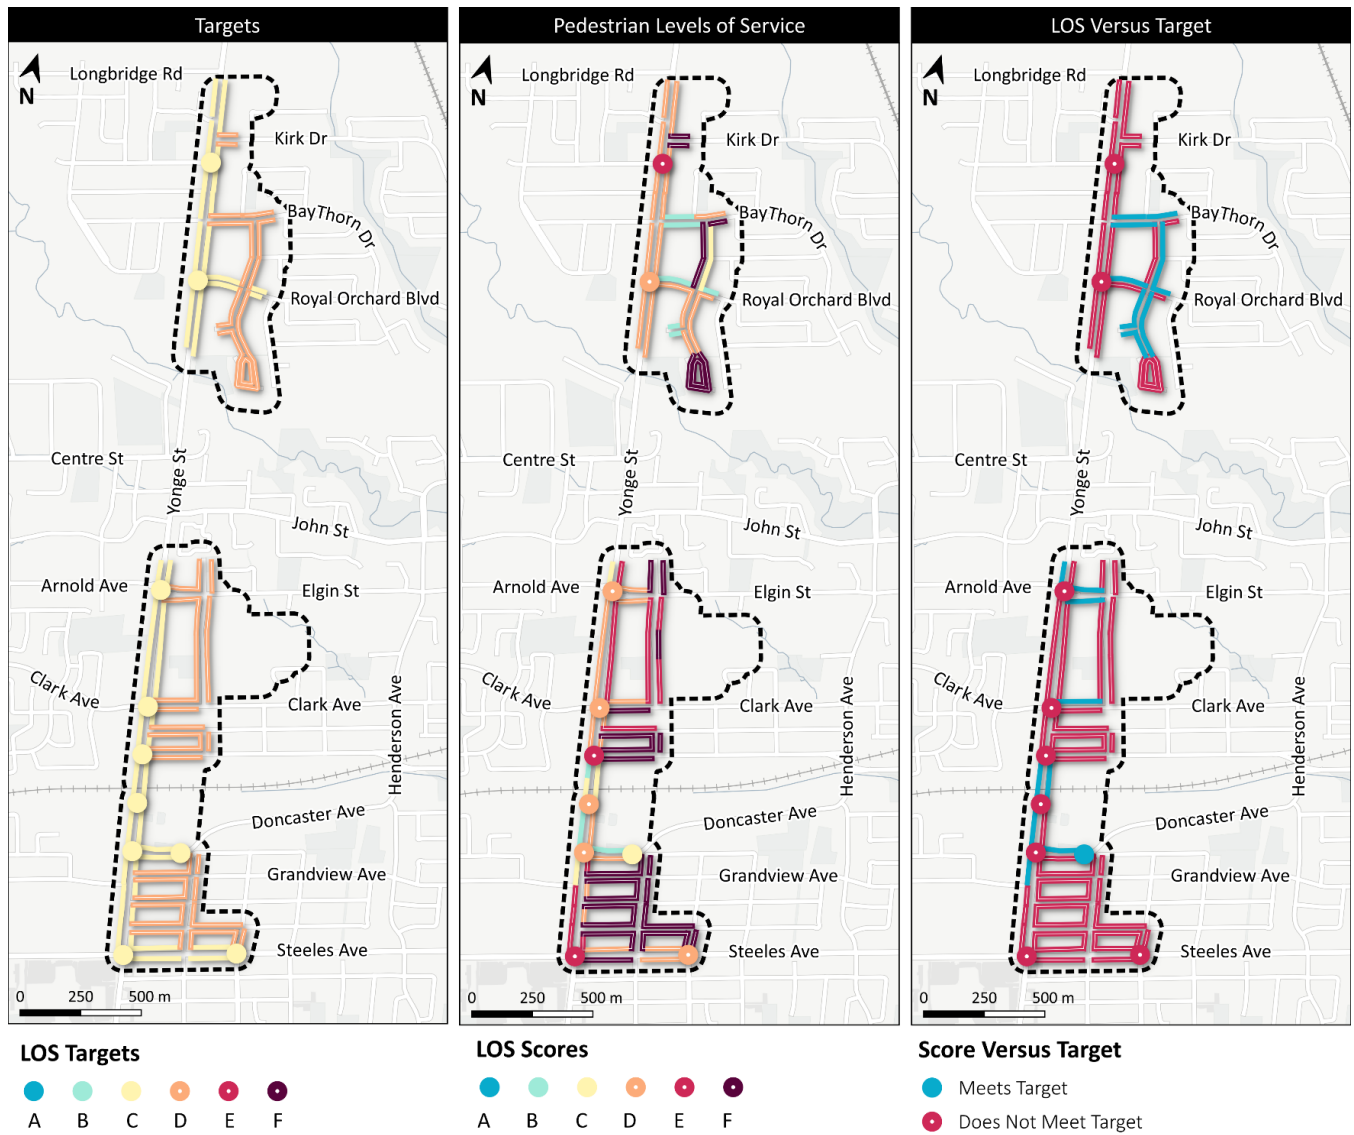 Targets
Longbridge Rd
N
Kirk Dr
BayThorn Dr
Royal Orchard Blvd
Centre St
Yonge St
John St
Arnold Ave
Elgin St
Clark Ave
Clark Ave
Henderson Ave
Doncaster Ave
Grandview Ave
Steeles Ave
0 250 500 m
LOS Targets
A B C D E F
Pedestrian Levels of Service
Longbridge Rd
N
Kirk Dr
BayThorn Dr
Royal Orchard Blvd
Centre St
Yonge St
John St
Arnold Ave
Elgin St
Clark Ave
Clark Ave
Henderson Ave
Doncaster Ave
Grandview Ave
Steeles Ave
0 250 500 m
LOS Scores
A B C D E F
LOS Versus Target
Longbridge Rd
N
Kirk Dr
BayThorn Dr
Royal Orchard Blvd
Centre St
Yonge St
John St
Arnold Ave
Elgin St
Clark Ave
Clark Ave
Henderson Ave
Doncaster Ave
Grandview Ave
Steeles Ave
0 250 500 m
Score Versus Target
Meets Target
Does Not Meet Target